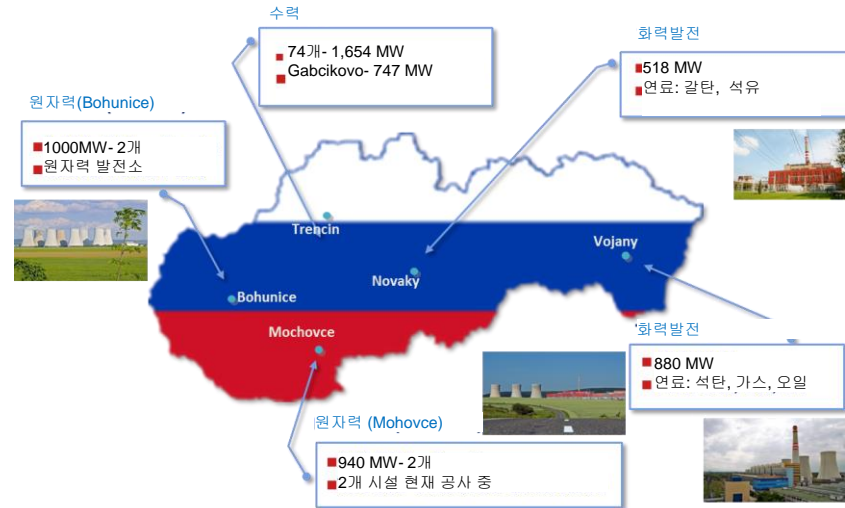 수력
74개- 1,654 MW
Gabcikovo- 747 MW
화력발전
518 MW
연료: 갈탄, 석유
원자력(Bohunice)
1000MW- 2개
원자력 발전소
Trencin
Vojany
Novaky
Bohunice
Mochovce
화력발전
880 MW
연료: 석탄, 가스, 오일
원자력 (Mohovce)
940 MW- 2개
2개 시설 현재 공사 중